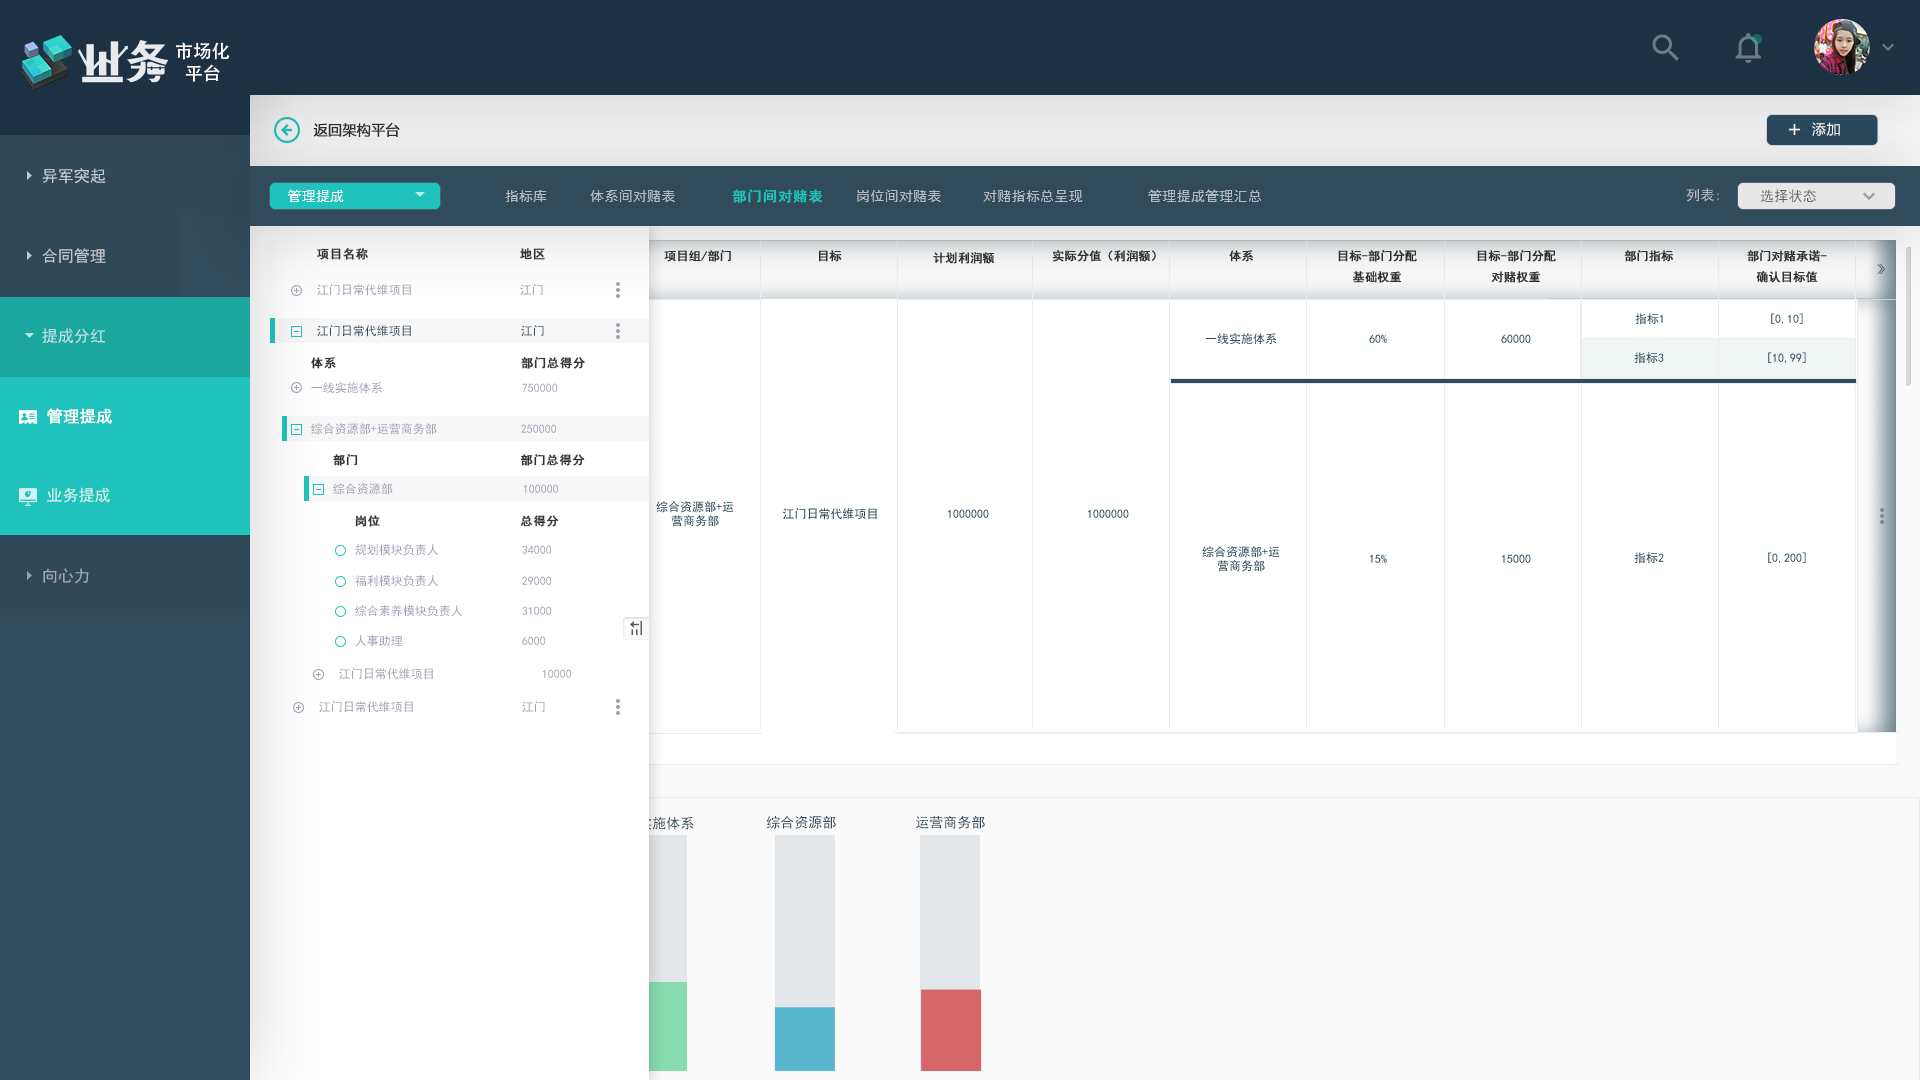 业务 市场化
平台
返回架构平台
添加
异军突起
合同管理
提成分红
管理提成
业务提成
向心力
管理提成
指标库
体系间对赌表
部门间对赌表
岗位间对赌表
对赌指标总呈现
管理提成管理汇总
列表:
选择状态
项目名称
地区
江门日常代维项目
江门
江门日常代维项目
江门
体系
部门总得分
一线实施体系
750000
综合资源部+运营商务部
250000
部门
部门总得分
综合资源部
100000
岗位
总得分
规划模块负责人
34000
福利模块负责人
29000
综合素养模块负责人
31000
人事助理
6000
江门日常代维项目
10000
江门日常代维项目
江门
项目组/部门
目标
计划利润额
实际分值（利润额）
体系
目标-部门分配
基础权重
目标-部门分配
对赌权重
部门指标
部门对赌承诺-
确认目标值
综合资源部+运
营商务部
江门日常代维项目
1000000
1000000
一线实施体系
60%
60000
指标1
[0, 10]
指标3
[10, 99]
综合资源部+运
营商务部
15%
15000
指标2
[0, 200]
施体系
综合资源部
运营商务部